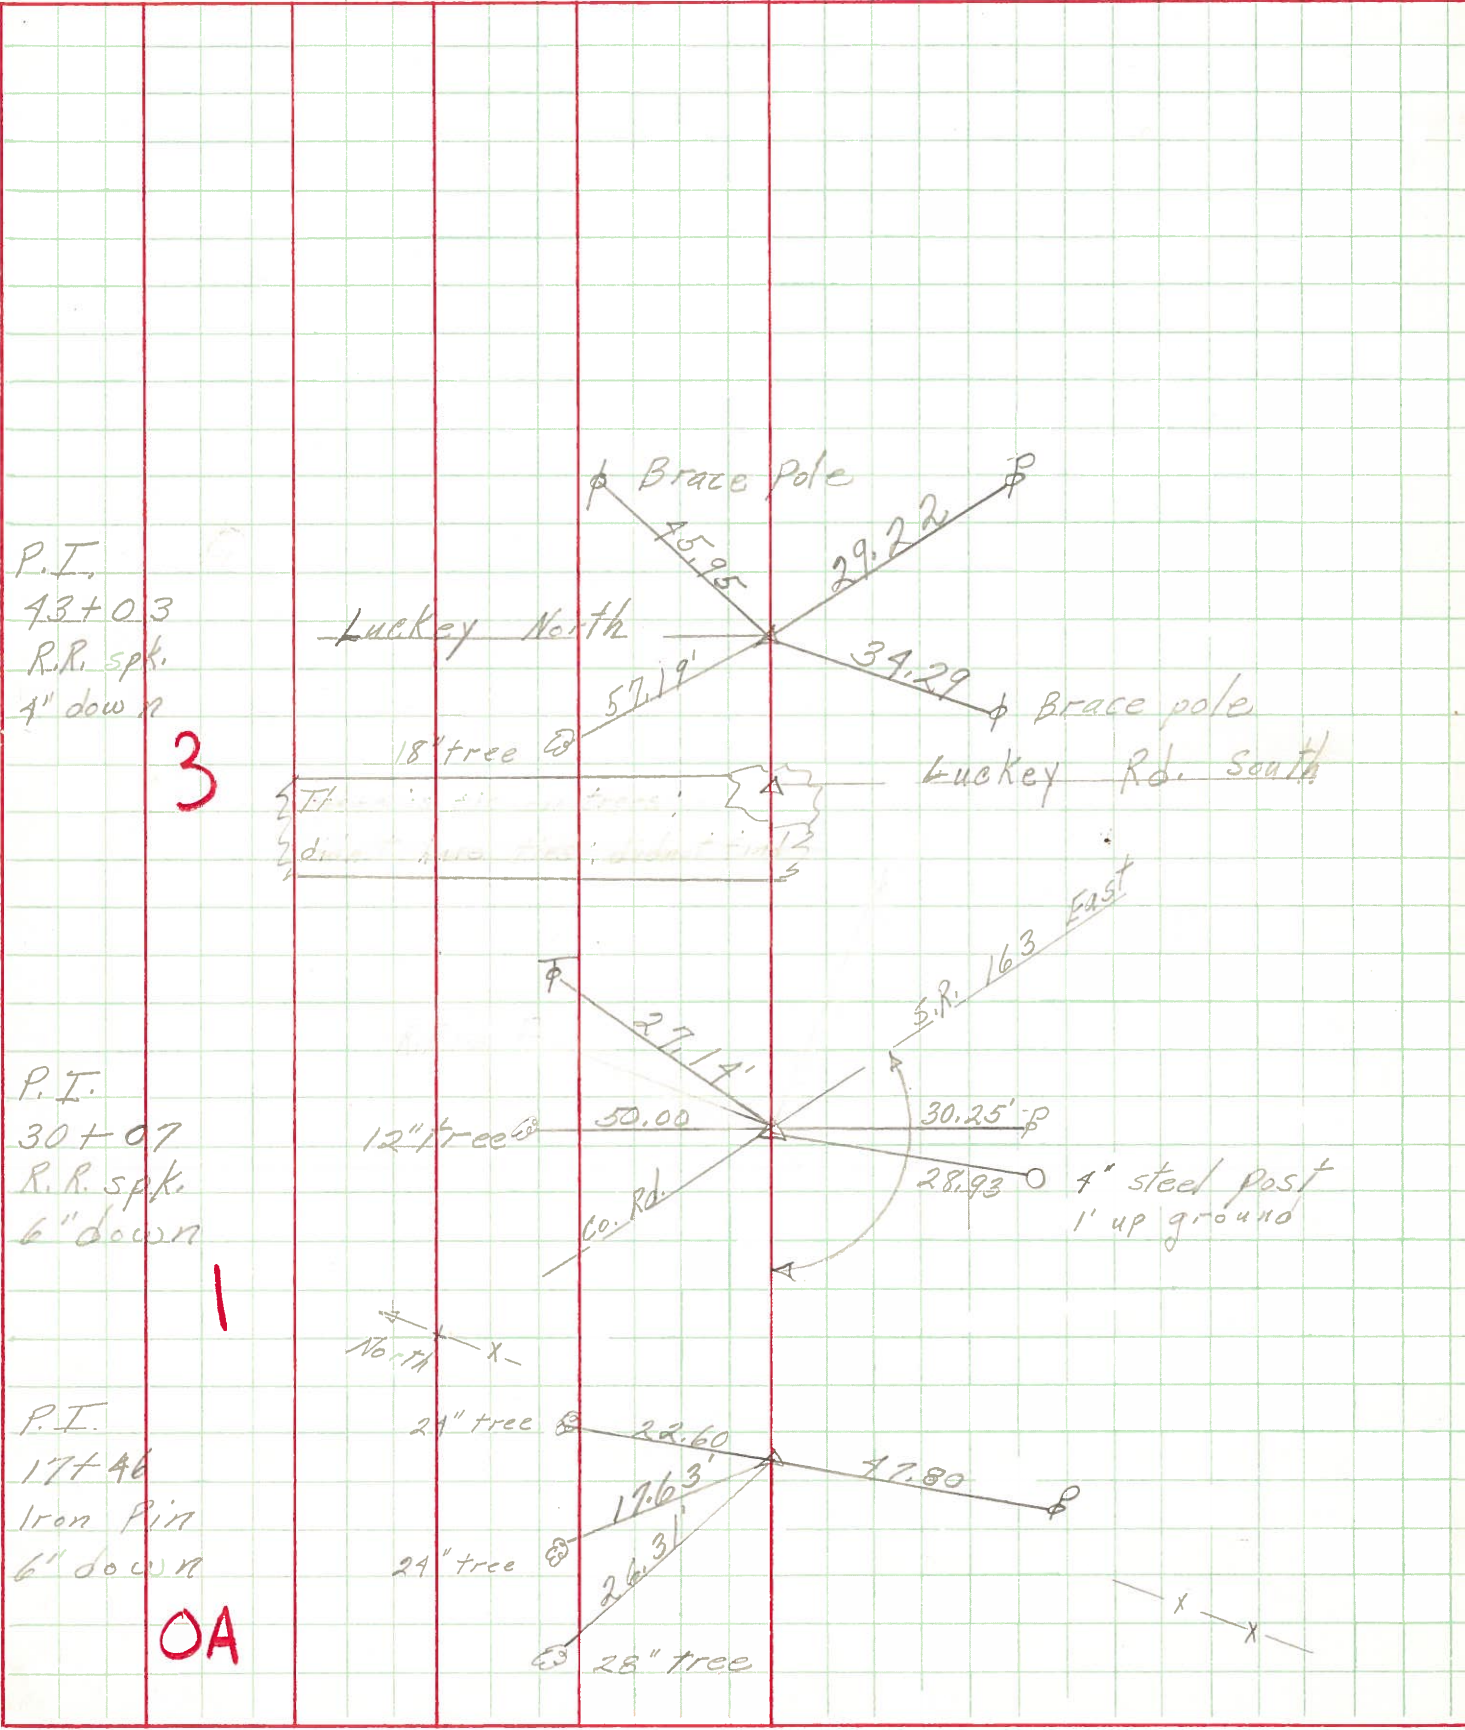 Brace Pole
45.95
29.22
P.I.
43+03
R.R. spk.
4" down
Luckey North
57.19'
34.29
Brace pole
18" tree
3
Luckey Rd. South
S.R. 163 East
27.14'
P.I.
30+07
R.R. spk.
6" down
12" tree
50.00
30.25'
28.93
4" steel post
1' up ground
Co. Rd.
1
North
P.I.
17+46
Iron Pin
6" down
24" tree
22.60
47.80
17.63'
24" tree
26.31'
28" tree
0A